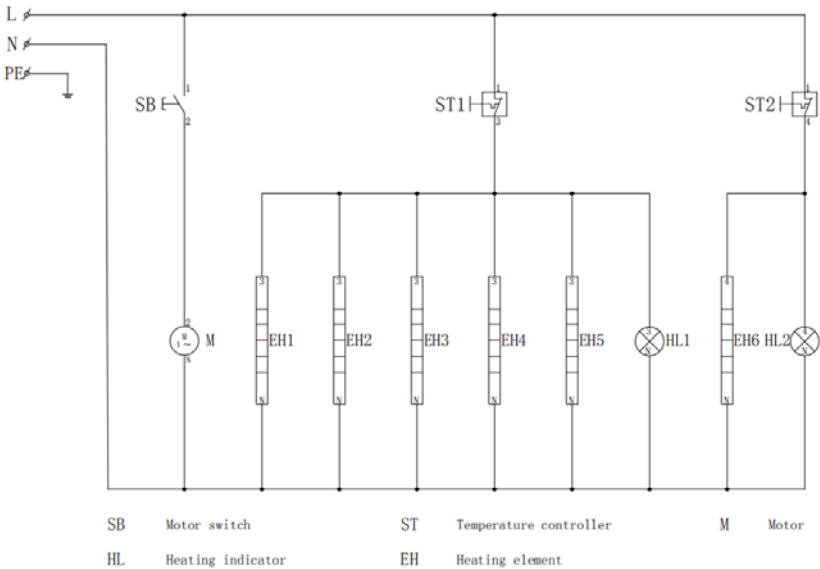 L
N
PE
1
SB
2
1
ST1
3
1
ST2
4
3
3
3
3
3
4
2
M
1~
N
M
EH1
EH2
EH3
EH4
EH5
3
N
HL1
EH6
HL2
4
N
N
N
N
N
N
N
SB Motor switch ST Temperature controller M Motor
HL Heating indicator EH Heating element